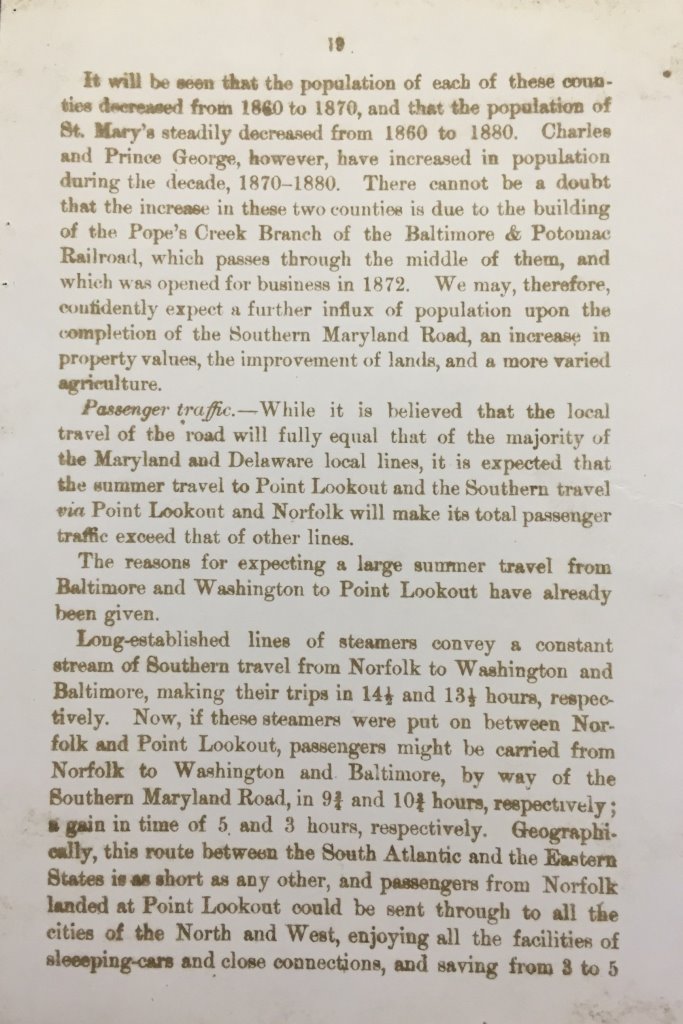 19
It will be seen that the population of each of these coun-
ties decreased from 1860 to 1870, and that the population of
St. Mary's steadily decreased from 1860 to 1880. Charles
and Prince George, however, have increased in population
during the decade, 1870–1880. There cannot be a doubt
that the increase in these two counties is due to the building
of the Pope's Creek Branch of the Baltimore & Potomac
Railroad, which passes through the middle of them, and
which was opened for business in 1872. We may, therefore,
confidently expect a further influx of population upon the
completion of the Southern Maryland Road, an increase in
property values, the improvement of lands, and a more varied
agriculture.
Passenger traffic.—While it is believed that the local
travel of the road will fully equal that of the majority of
the Maryland and Delaware local lines, it is expected that
the summer travel to Point Lookout and the Southern travel
via Point Lookout and Norfolk will make its total passenger
traffic exceed that of other lines.
The reasons for expecting a large summer travel from
Baltimore and Washington to Point Lookout have already
been given.
Long-established lines of steamers convey a constant
stream of Southern travel from Norfolk to Washington and
Baltimore, making their trips in 14½ and 13½ hours, respec-
tively. Now, if these steamers were put on between Nor-
folk and Point Lookout, passengers might be carried from
Norfolk to Washington and Baltimore, by way of the
Southern Maryland Road, in 9¾ and 10¾ hours, respectively;
a gain in time of 5 and 3 hours, respectively. Geographi-
cally, this route between the South Atlantic and the Eastern
States is as short as any other, and passengers from Norfolk
landed at Point Lookout could be sent through to all the
cities of the North and West, enjoying all the facilities of
sleeeping-cars and close connections, and saving from 3 to 5